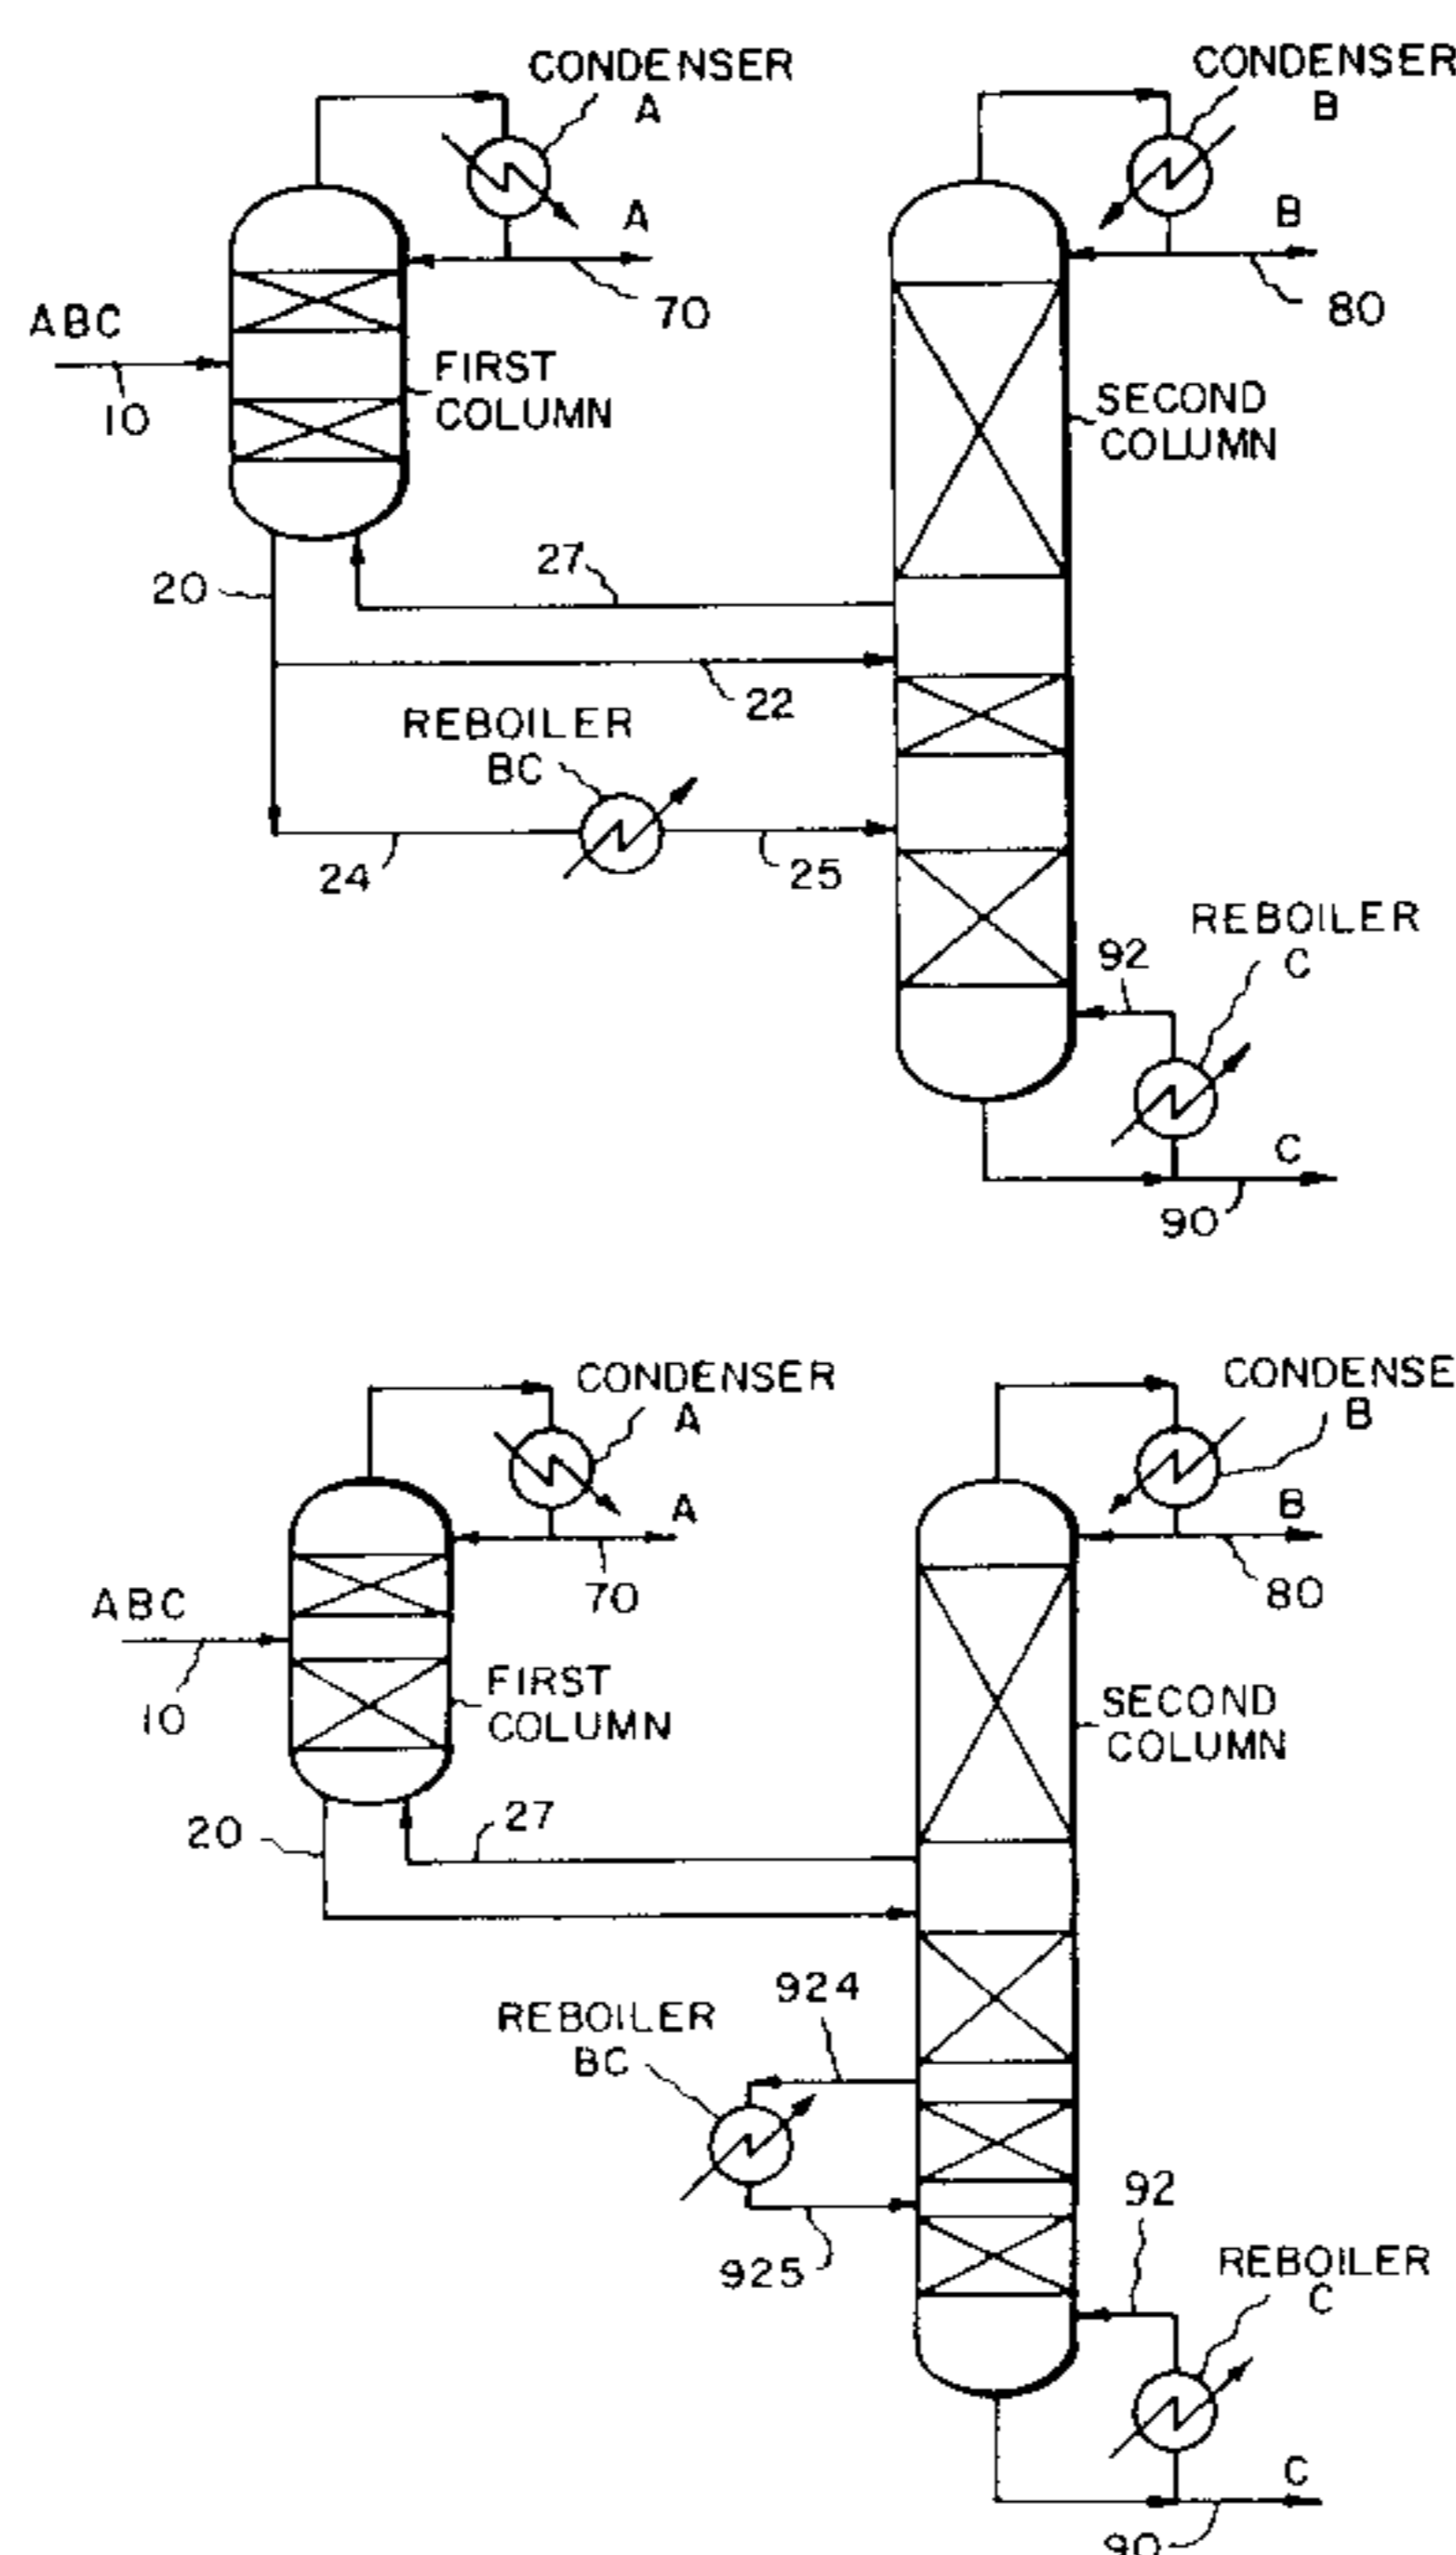 CONDENSER
A
CONDENSER
B
A
B
70
80
ABC
10
FIRST
COLUMN
SECOND
COLUMN
20
27
22
REBOILER
BC
24
25
92
REBOILER
C
C
90
CONDENSER
A
CONDENSE
B
A
B
70
80
ABC
10
FIRST
COLUMN
SECOND
COLUMN
20
27
924
REBOILER
BC
925
92
REBOILER
C
C
90